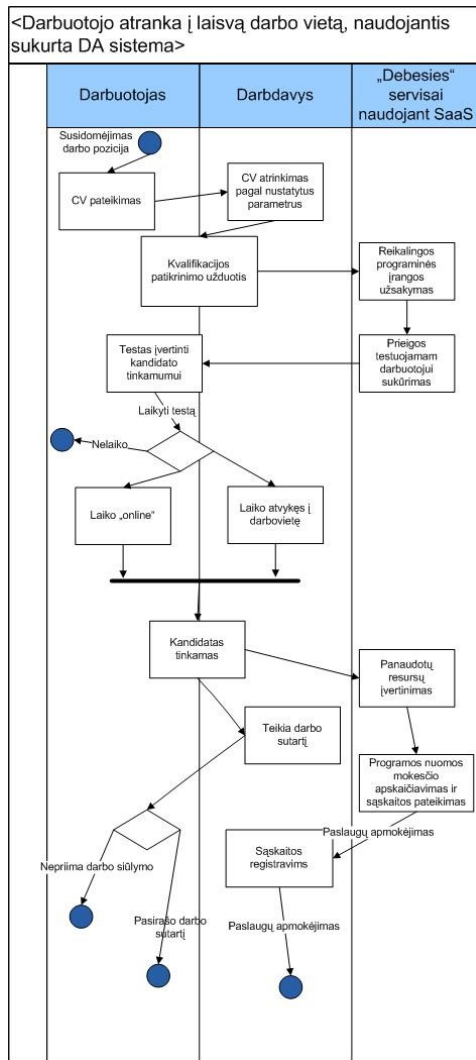 <Darbuotojo atranka į laisvą darbo vietą, naudojantis
sukurta DA sistema>
Darbuotojas
Darbdavys
„Debesies“
servisai
naudojant SaaS
Susidomėjimas
darbo pozicija
CV pateikimas
CV atrinkimas
pagal nustatytus
parametrus
Kvalifikacijos
patikrinimo užduotis
Reikalingos
programinės
įrangos
užsakymas
Testas įvertinti
kandidato
tinkamumui
Prieigos
testuojamam
darbuotojui
sukūrimas
Laikyti testą
Nelaiko
Laiko „online“
Laiko atvykęs į
darbovietę
Kandidatas
tinkamas
Panaudotų
resursų
įvertinimas
Teikia darbo
sutartį
Programos nuomos
mokesčio
apskaičiavimas ir
sąskaitos pateikimas
Paslaugų apmokėjimas
Sąskaitos
registravims
Nepriima darbo siūlymo
Pasirašo darbo
sutartį
Paslaugų apmokėjimas